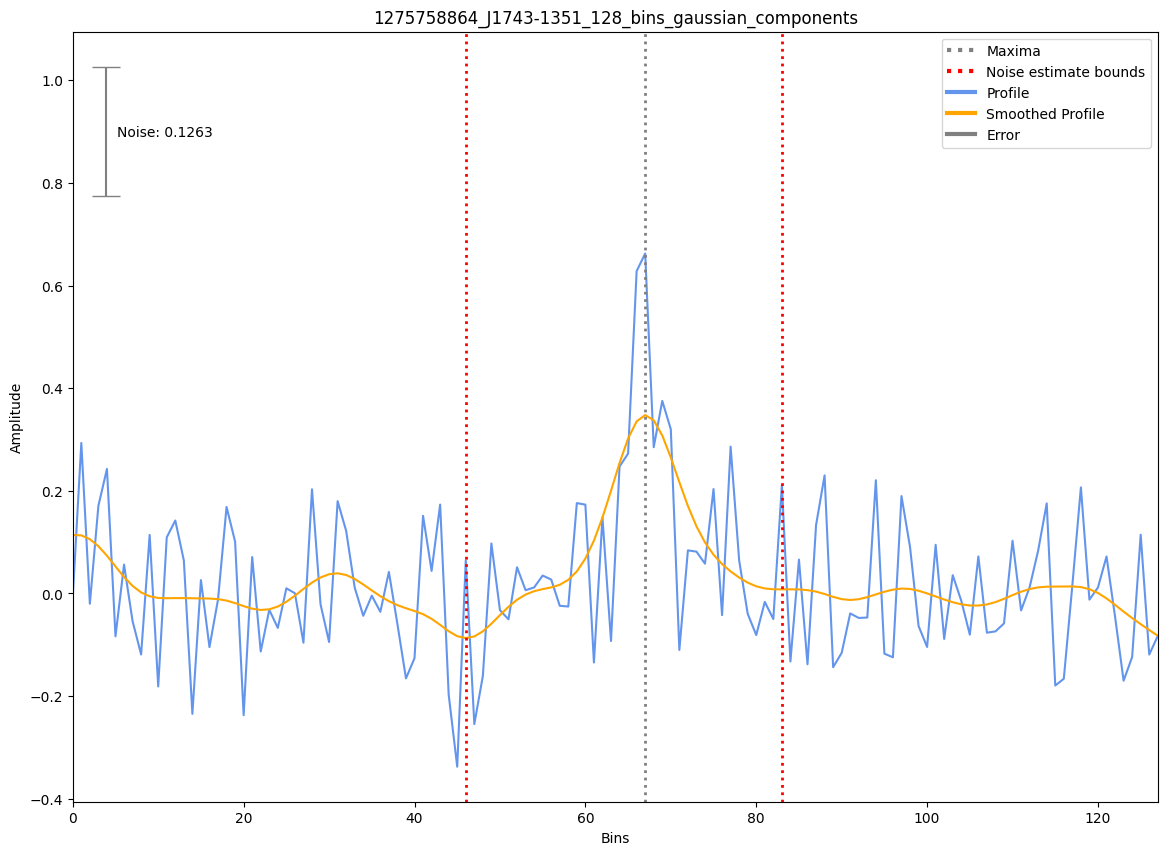 1275758864_J1743-1351_128_bins_gaussian_components
Maxima
Noise estimate bounds
Profile
Smoothed Profile
Error
Noise: 0.1263
Amplitude
1.0
0.8
0.6
0.4
0.2
0.0
−0.2
−0.4
0 20 40 60 80 100 120
Bins